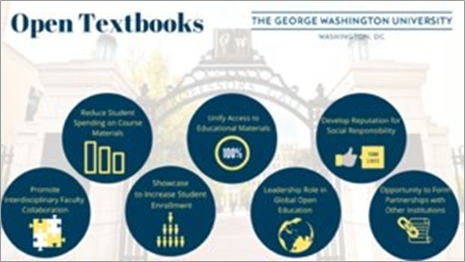 Open Textbooks
THE GEORGE WASHINGTON UNIVERSITY
WASHINGTON, DC
Reduce Student
Spending on Course
Materials
Unify Access to
Educational Materials
100%
Develop Reputation for
Social Responsibility
Promote
Interdisciplinary Faculty
Collaboration
Showcase
to Increase Student
Enrollment
Leadership Role in
Global Open
Education
Opportunity to Form
Partnerships with
Other Institutions